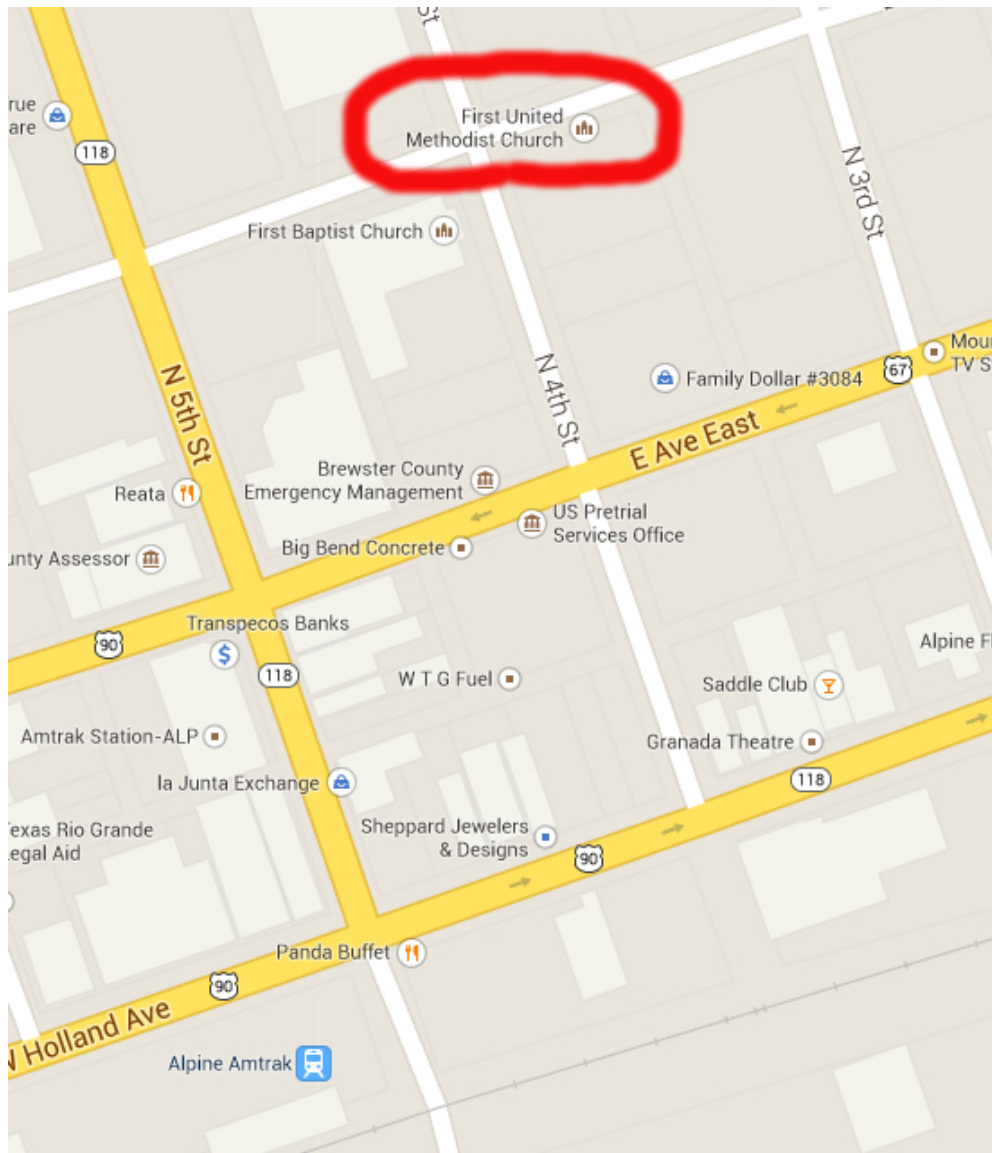 St
First United
Methodist Church
rue
are
118
N 3rd St
First Baptist Church
Mour
TV S
67
Family Dollar #3084
N 5th St
N 4th St
E Ave East
Brewster County
Emergency Management
Reata
US Pretrial
Services Office
Big Bend Concrete
unty Assessor
Transpecos Banks
90
118
Alpine Fl
W T G Fuel
Saddle Club
Amtrak Station-ALP
Granada Theatre
la Junta Exchange
118
Texas Rio Grande
egal Aid
Sheppard Jewelers
& Designs
90
Panda Buffet
90
W Holland Ave
Alpine Amtrak